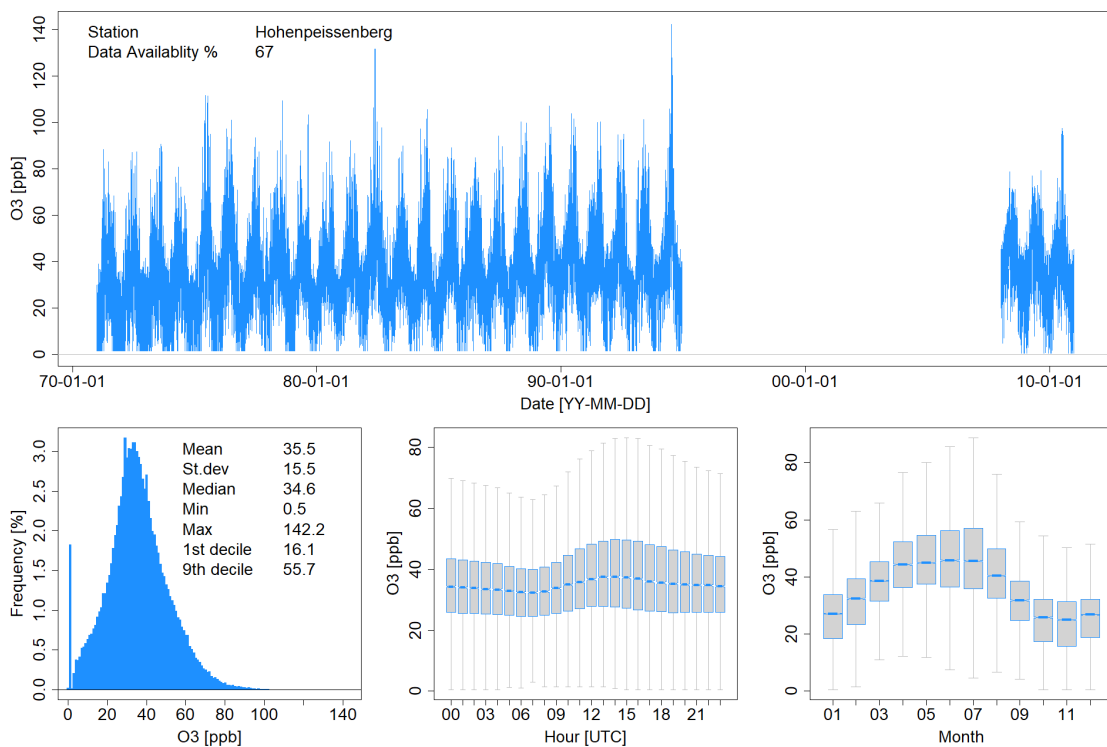 Station Hohenpeissenberg
Data Availablity % 67
O3 [ppb]
0 20 40 60 80 100 120 140
70-01-01 80-01-01 90-01-01 00-01-01 10-01-01
Date [YY-MM-DD]
Frequency [%]
0.0 0.5 1.0 1.5 2.0 2.5 3.0
Mean 35.5
St.dev 15.5
Median 34.6
Min 0.5
Max 142.2
1st decile 16.1
9th decile 55.7
0 20 40 60 80 100 140
O3 [ppb]
O3 [ppb]
0 20 40 60 80
00 03 06 09 12 15 18 21
Hour [UTC]
O3 [ppb]
0 20 40 60 80
01 03 05 07 09 11
Month